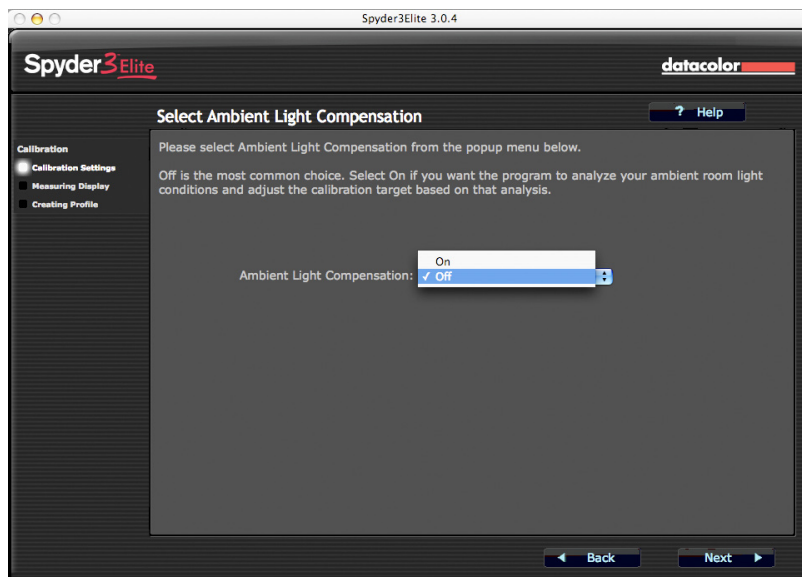 Spyder3Elite 3.0.4
Spyder3Elite
datacolor
Select Ambient Light Compensation
? Help
Calibration
Calibration Settings
Measuring Display
Creating Profile
Please select Ambient Light Compensation from the popup menu below.
Off is the most common choice. Select On if you want the program to analyze your ambient room light
conditions and adjust the calibration target based on that analysis.
On
Ambient Light Compensation: ✓ Off
Back
Next